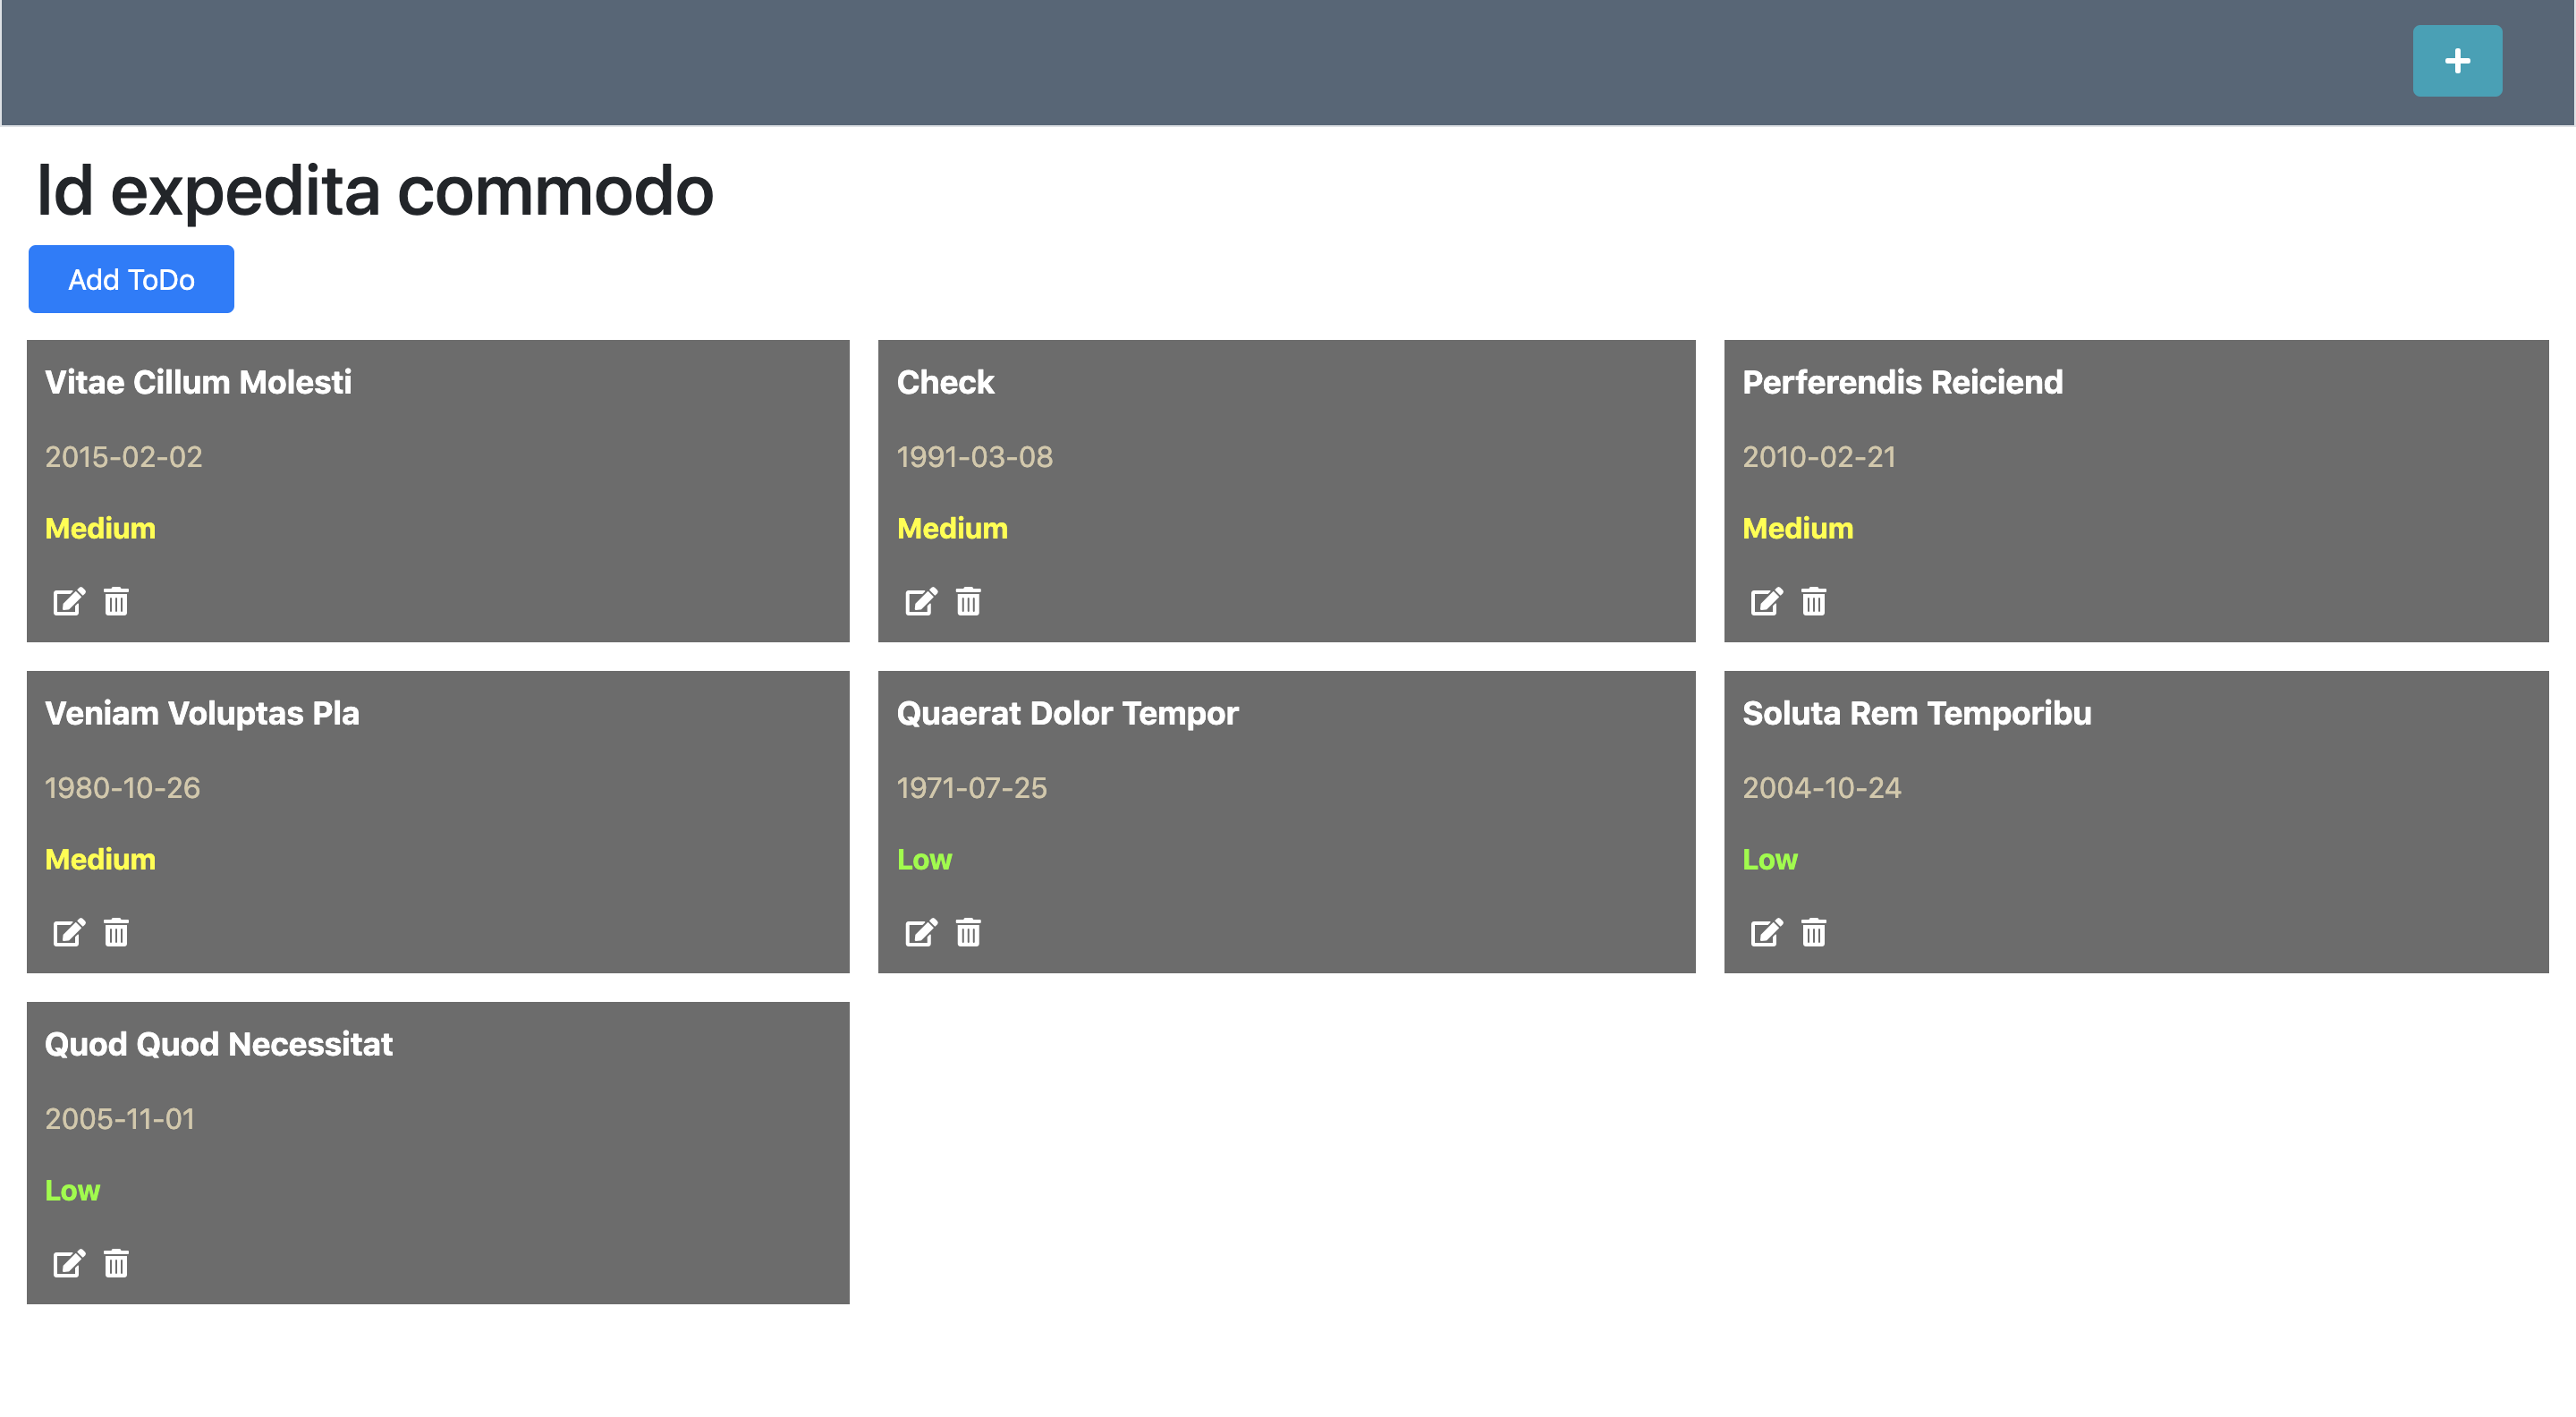 Id expedita commodo
Add ToDo
Vitae Cillum Molesti
2015-02-02
Medium
Check
1991-03-08
Medium
Perferendis Reiciend
2010-02-21
Medium
Veniam Voluptas Pla
1980-10-26
Medium
Quaerat Dolor Tempor
1971-07-25
Low
Soluta Rem Temporibu
2004-10-24
Low
Quod Quod Necessitat
2005-11-01
Low